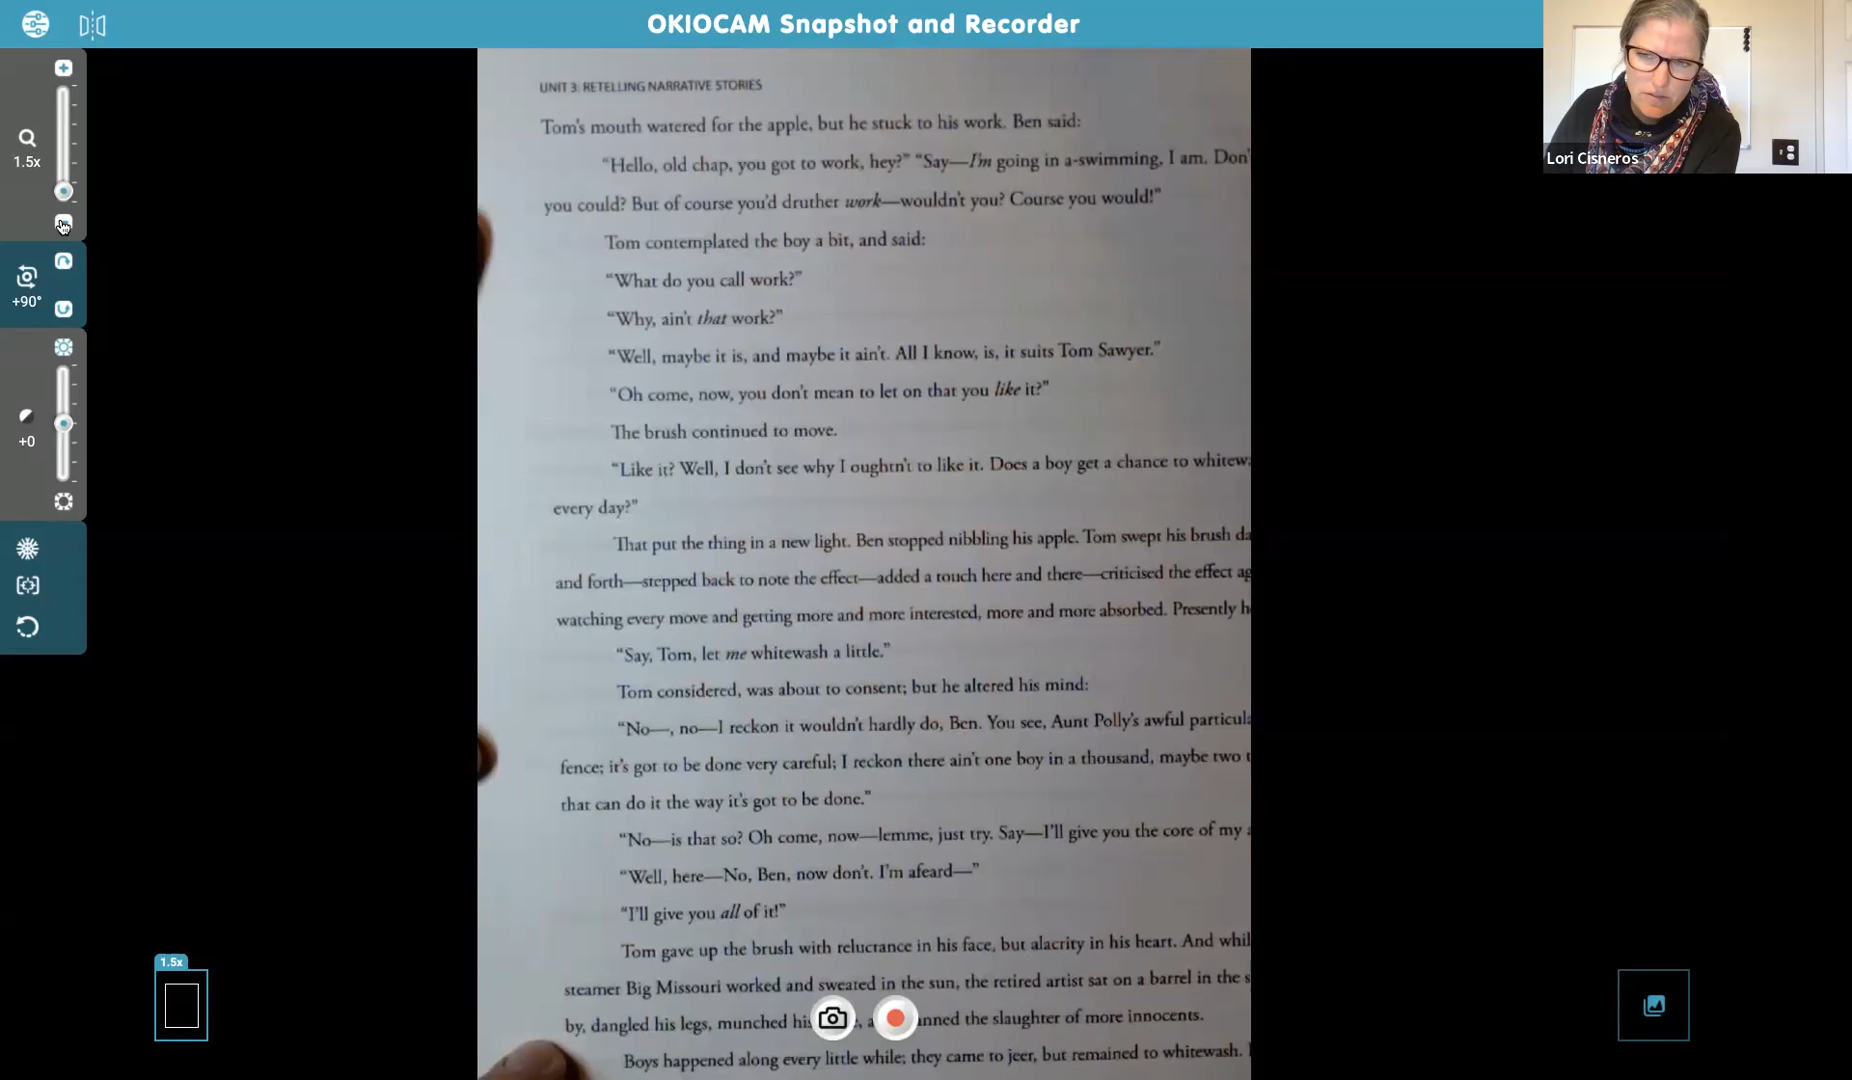 OKIOCAM Snapshot and Recorder
1.5x
+90°
+0
Lori Cisneros
UNIT 3: RETELLING NARRATIVE STORIES
Tom's mouth watered for the apple, but he stuck to his work. Ben said:
“Hello, old chap, you got to work, hey?” “Say—I'm going in a-swimming, I am. Don'
you could? But of course you'd druther work—wouldn't you? Course you would!”
Tom contemplated the boy a bit, and said:
“What do you call work?”
“Why, ain't that work?”
“Well, maybe it is, and maybe it ain't. All I know, is, it suits Tom Sawyer.”
“Oh come, now, you don't mean to let on that you like it?”
The brush continued to move.
“Like it? Well, I don't see why I oughtn't to like it. Does a boy get a chance to
every day?”
That put the thing in a new light. Ben stopped nibbling his apple. Tom swept his brush
and forth—stepped back to note the effect—added a touch here and there—criticised the effect
watching every move and getting more and more interested, more and more absorbed. Presently
“Say, Tom, let me whitewash a little.”
Tom considered, was about to consent; but he altered his mind:
“No—, no—I reckon it wouldn't hardly do, Ben. You see, Aunt Polly's awful
fence; it's got to be done very careful; I reckon there ain't one boy in a thousand, maybe two
that can do it the way it's got to be done.”
“No—is that so? Oh come, now—lemme, just try. Say—I'll give you the core of my
“Well, here—No, Ben, now don't. I'm afeard—”
“I'll give you all of it!”
Tom gave up the brush with reluctance in his face, but alacrity in his heart. And
steamer Big Missouri worked and sweated in the sun, the retired artist sat on a barrel in the
by, dangled his legs, munched the slaughter of more innocents.
Boys happened along every little while; they came to jeer, but remained to whitewash.
1.5x